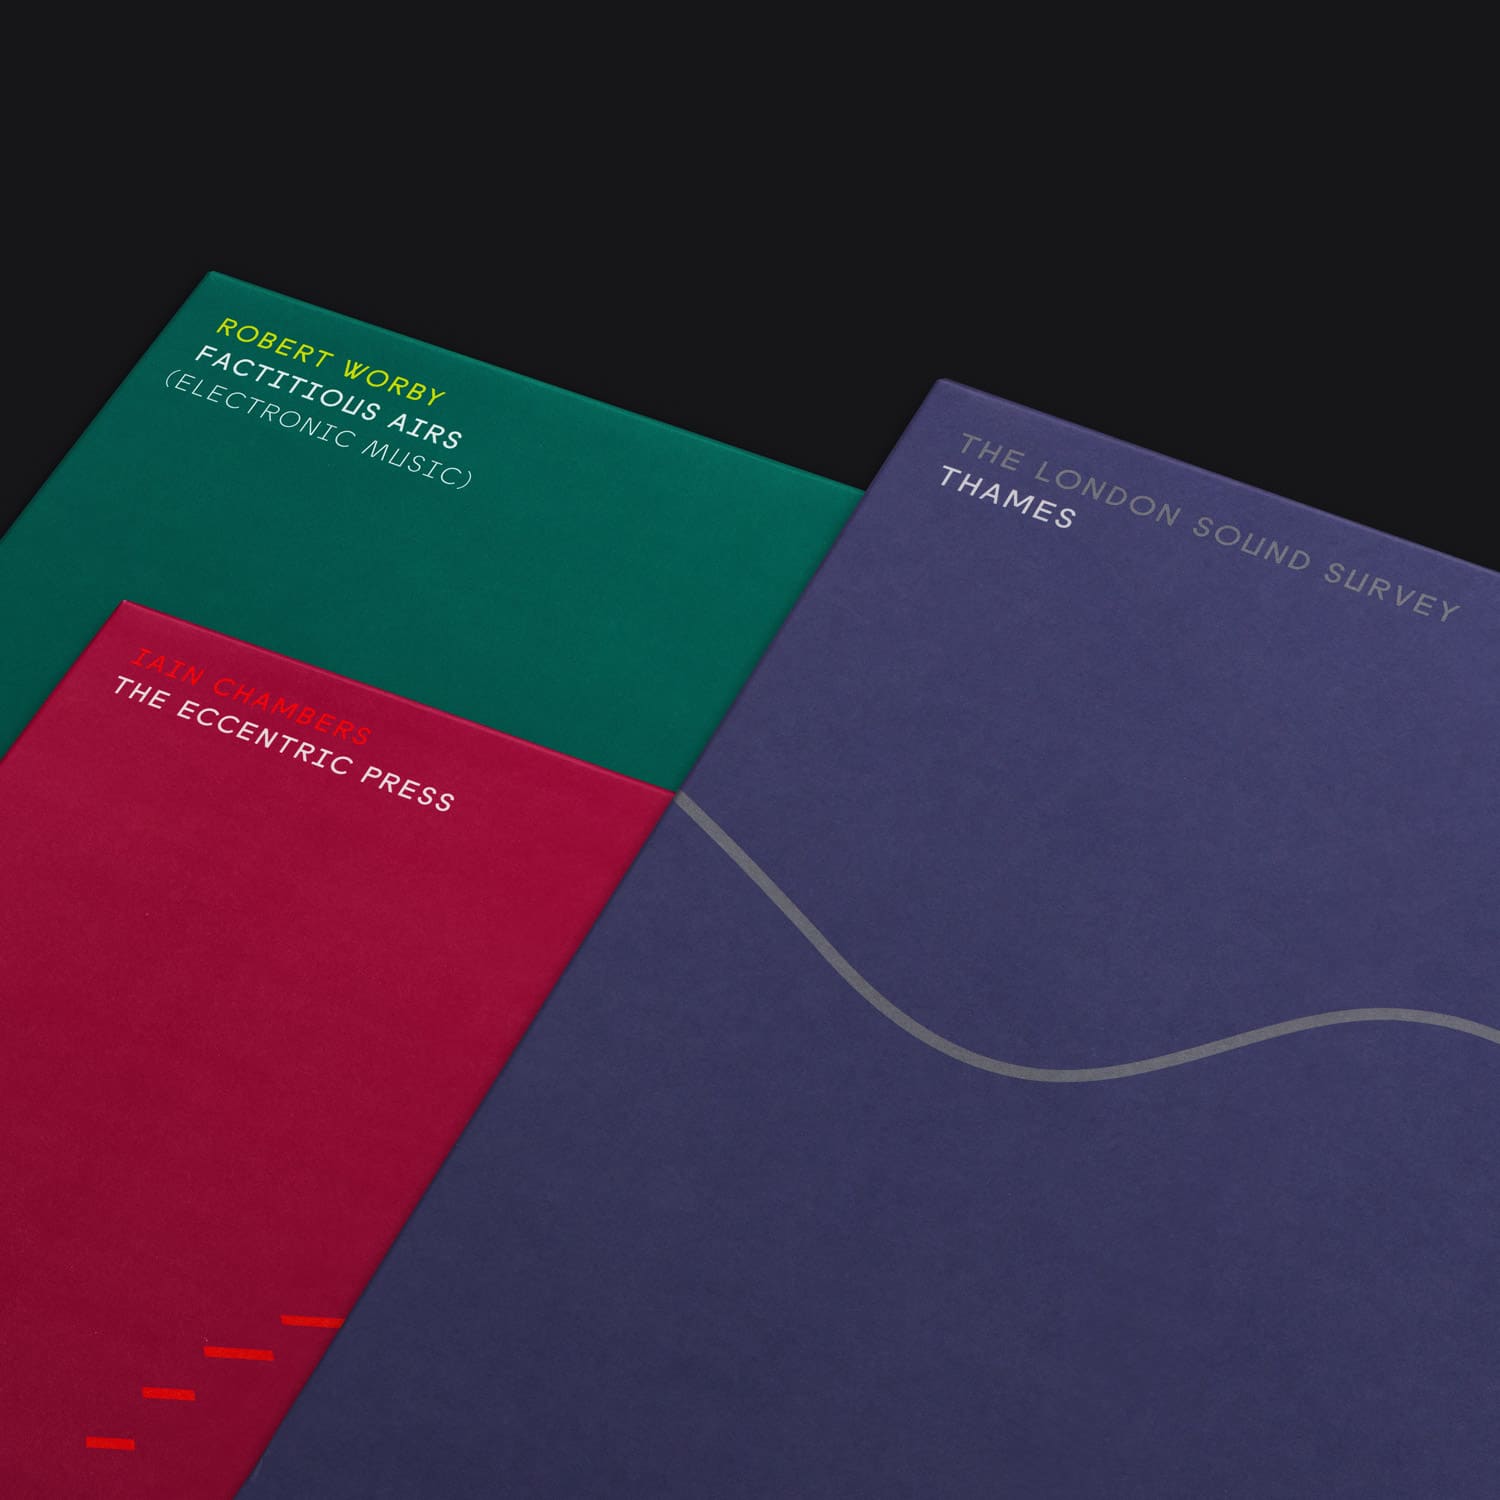 ROBERT WORBY
FACTITIOUS AIRS
(ELECTRONIC MUSIC)
THE LONDON SOUND SURVEY
THAMES
IAIN CHAMBERS
THE ECCENTRIC PRESS